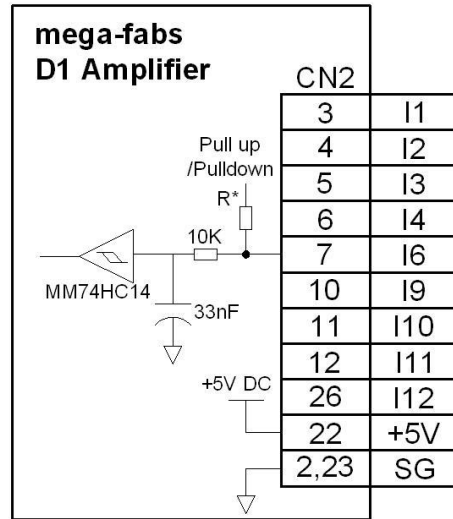 mega-fabs
D1 Amplifier
CN2
3 I1
4 I2
Pull up
/Pulldown
5 I3
R*
6 I4
10K
7 I6
MM74HC14
10 I9
33nF
11 I10
12 I11
+5V DC
26 I12
22 +5V
2,23 SG